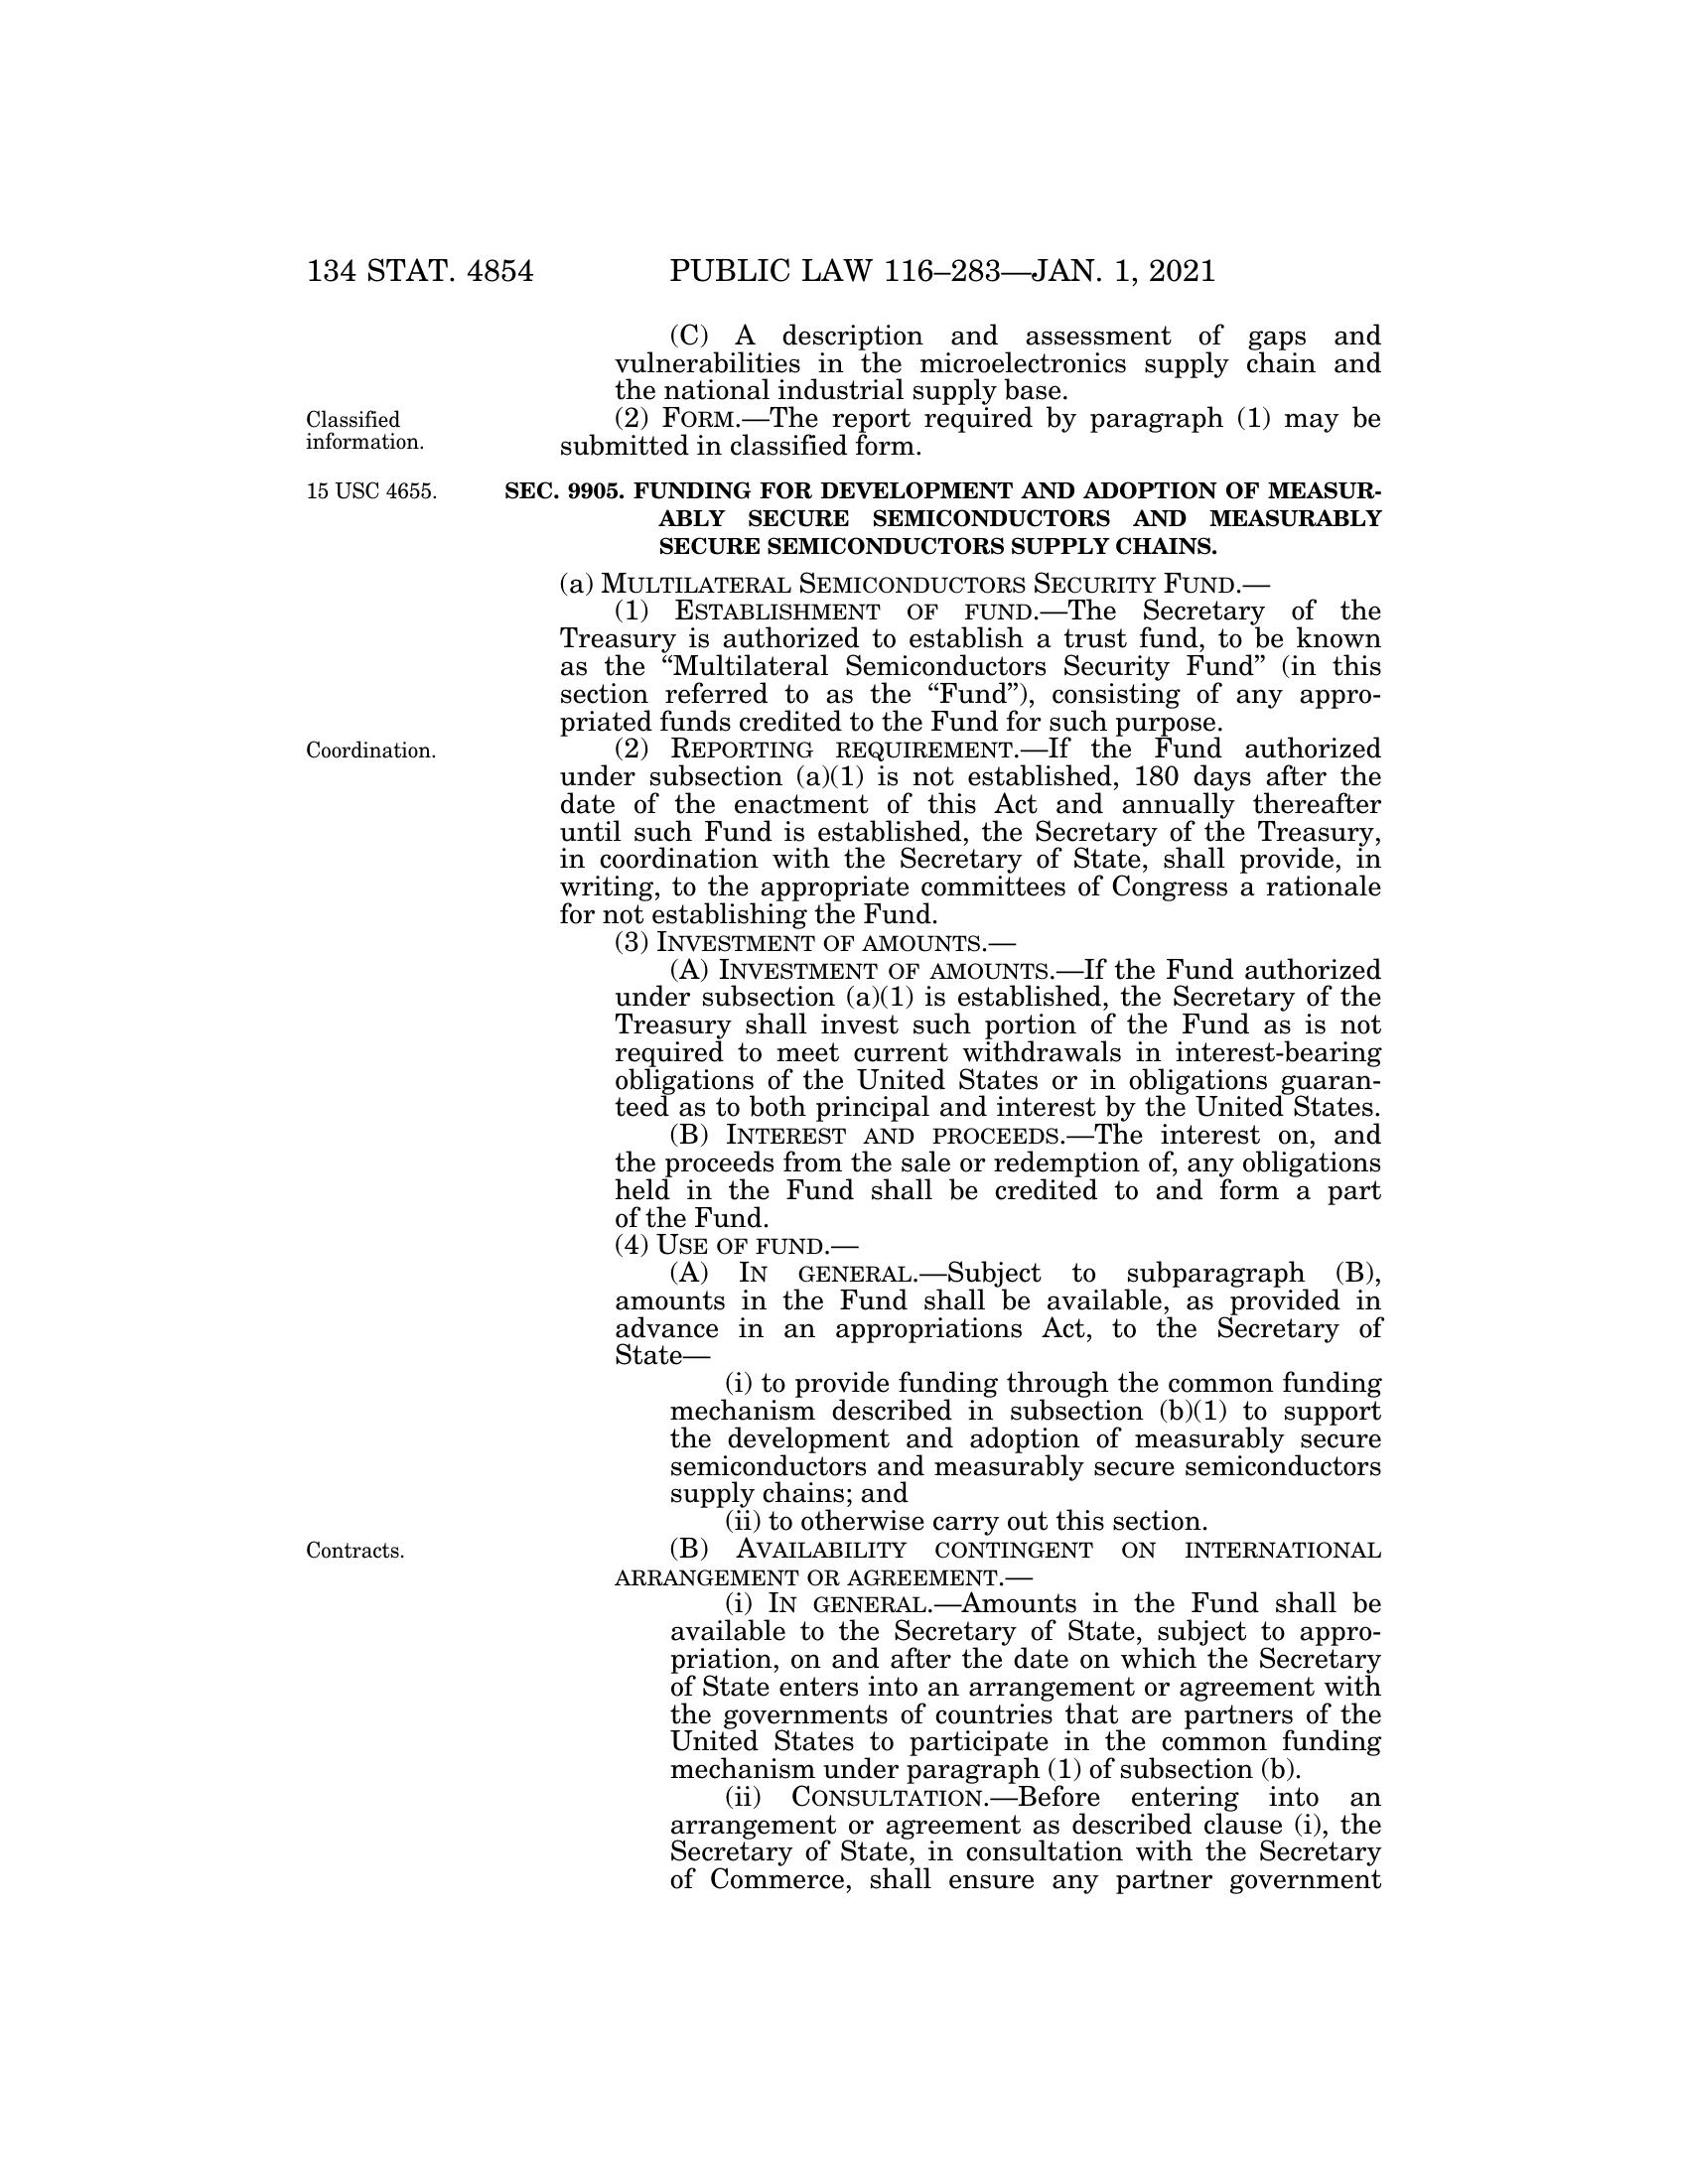 134 STAT. 4854 PUBLIC LAW 116–283—JAN. 1, 2021
(C) A description and assessment of gaps and
vulnerabilities in the microelectronics supply chain and
the national industrial supply base.
Classified
information.
(2) FORM.—The report required by paragraph (1) may be
submitted in classified form.
15 USC 4655.
SEC. 9905. FUNDING FOR DEVELOPMENT AND ADOPTION OF MEASUR-
ABLY SECURE SEMICONDUCTORS AND MEASURABLY
SECURE SEMICONDUCTORS SUPPLY CHAINS.
(a) MULTILATERAL SEMICONDUCTORS SECURITY FUND.—
(1) ESTABLISHMENT OF FUND.—The Secretary of the
Treasury is authorized to establish a trust fund, to be known
as the “Multilateral Semiconductors Security Fund” (in this
section referred to as the “Fund”), consisting of any appro-
priated funds credited to the Fund for such purpose.
Coordination.
(2) REPORTING REQUIREMENT.—If the Fund authorized
under subsection (a)(1) is not established, 180 days after the
date of the enactment of this Act and annually thereafter
until such Fund is established, the Secretary of the Treasury,
in coordination with the Secretary of State, shall provide, in
writing, to the appropriate committees of Congress a rationale
for not establishing the Fund.
(3) INVESTMENT OF AMOUNTS.—
(A) INVESTMENT OF AMOUNTS.—If the Fund authorized
under subsection (a)(1) is established, the Secretary of the
Treasury shall invest such portion of the Fund as is not
required to meet current withdrawals in interest-bearing
obligations of the United States or in obligations guaran-
teed as to both principal and interest by the United States.
(B) INTEREST AND PROCEEDS.—The interest on, and
the proceeds from the sale or redemption of, any obligations
held in the Fund shall be credited to and form a part
of the Fund.
(4) USE OF FUND.—
(A) IN GENERAL.—Subject to subparagraph (B),
amounts in the Fund shall be available, as provided in
advance in an appropriations Act, to the Secretary of
State—
(i) to provide funding through the common funding
mechanism described in subsection (b)(1) to support
the development and adoption of measurably secure
semiconductors and measurably secure semiconductors
supply chains; and
(ii) to otherwise carry out this section.
Contracts.
(B) AVAILABILITY CONTINGENT ON INTERNATIONAL
ARRANGEMENT OR AGREEMENT.—
(i) IN GENERAL.—Amounts in the Fund shall be
available to the Secretary of State, subject to appro-
priation, on and after the date on which the Secretary
of State enters into an arrangement or agreement with
the governments of countries that are partners of the
United States to participate in the common funding
mechanism under paragraph (1) of subsection (b).
(ii) CONSULTATION.—Before entering into an
arrangement or agreement as described clause (i), the
Secretary of State, in consultation with the Secretary
of Commerce, shall ensure any partner government